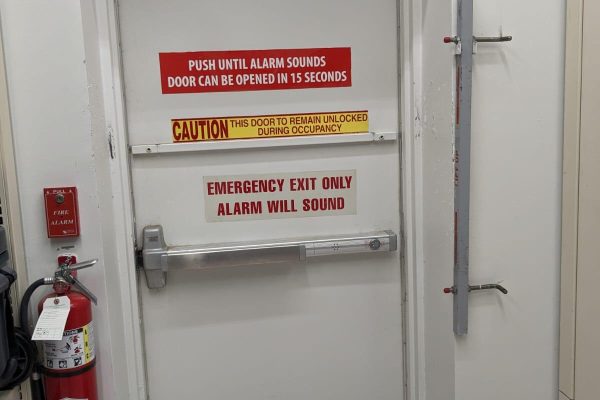 PUSH UNTIL ALARM SOUNDS
DOOR CAN BE OPENED IN 15 SECONDS
CAUTION THIS DOOR TO REMAIN UNLOCKED
DURING OCCUPANCY
EMERGENCY EXIT ONLY
ALARM WILL SOUND
PULL
FIRE
ALARM